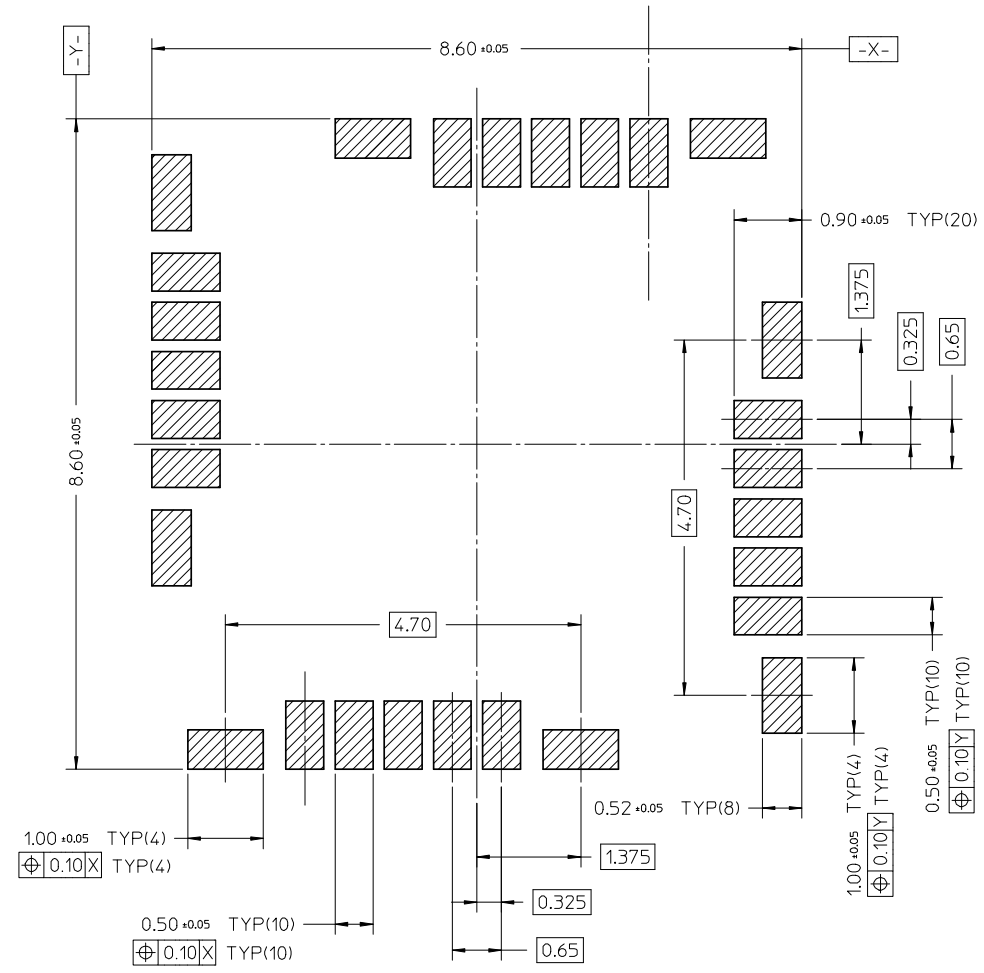 -Y-
8.60 ±0.05
-X-
0.90 ±0.05 TYP(20)
1.375
0.325
0.65
8.60 ±0.05
4.70
4.70
0.50 ±0.05 TYP(10)
⌖ 0.10 Y TYP(10)
1.00 ±0.05 TYP(4)
⌖ 0.10 Y TYP(4)
0.52 ±0.05 TYP(8)
1.00 ±0.05 TYP(4)
⌖ 0.10 X TYP(4)
1.375
0.325
0.50 ±0.05 TYP(10)
⌖ 0.10 X TYP(10)
0.65